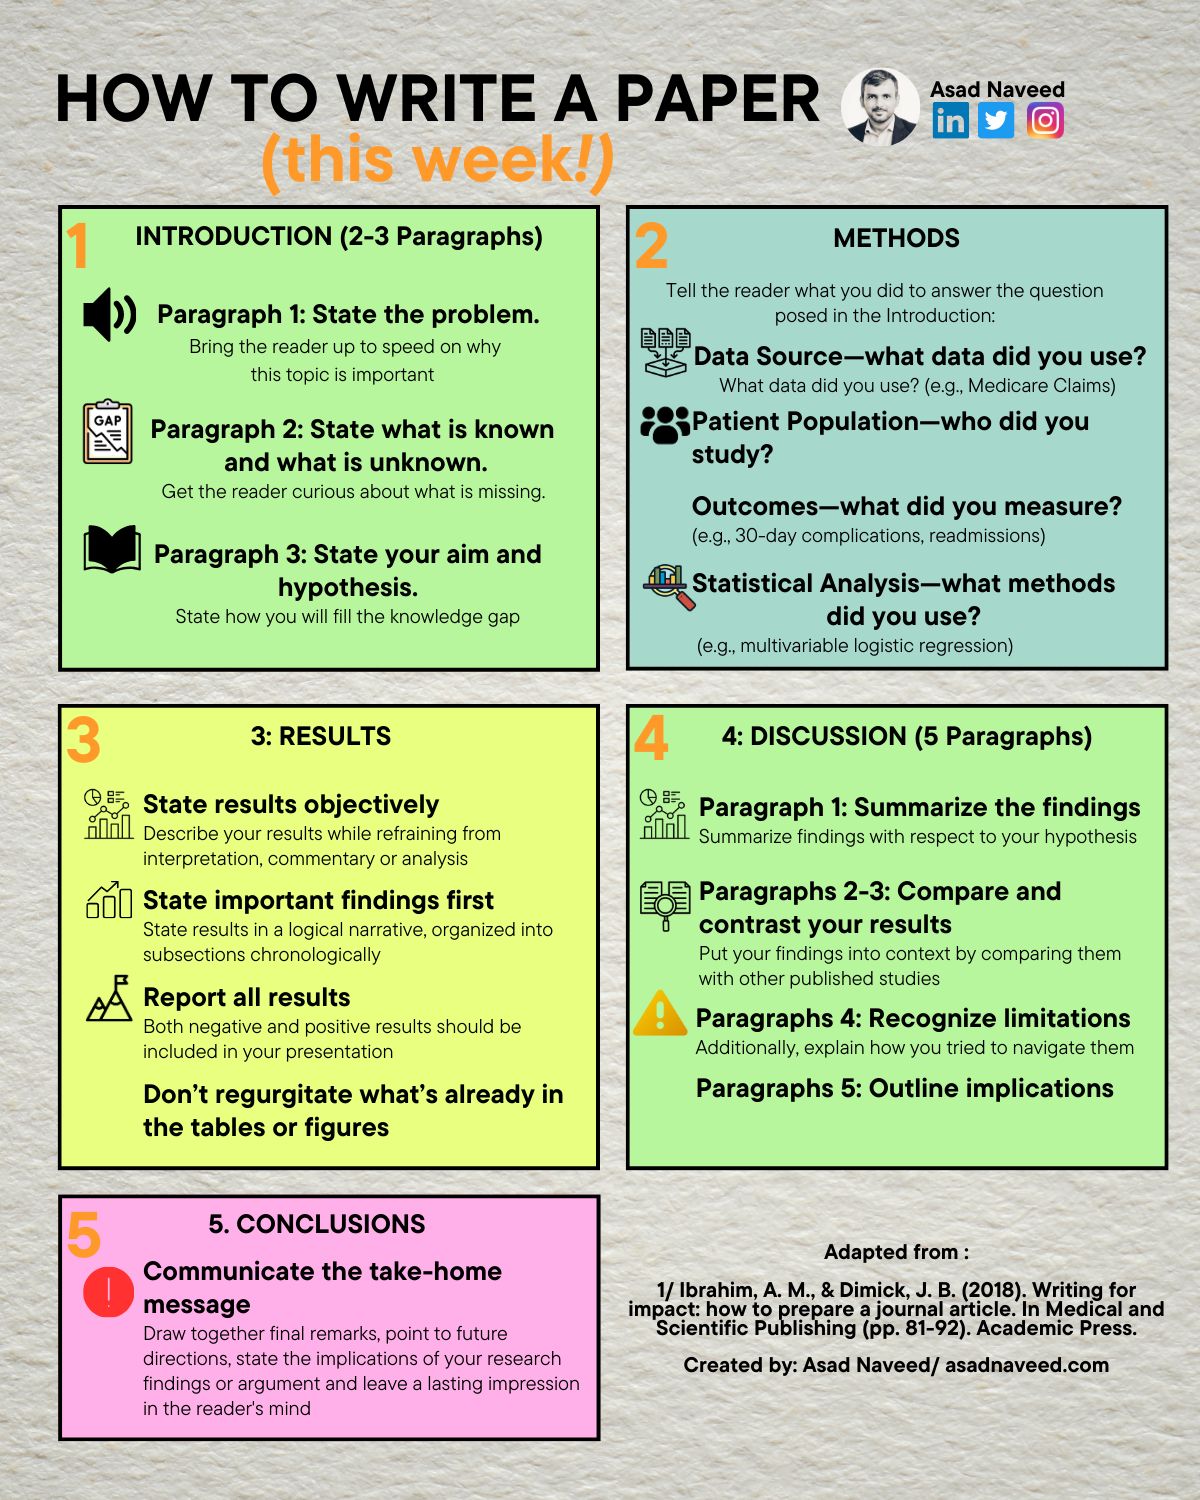 HOW TO WRITE A PAPER
(this week!)
Asad Naveed
in
1
INTRODUCTION (2-3 Paragraphs)
Paragraph 1: State the problem.
Bring the reader up to speed on why
this topic is important
GAP
Paragraph 2: State what is known
and what is unknown.
Get the reader curious about what is missing.
Paragraph 3: State your aim and
hypothesis.
State how you will fill the knowledge gap
2
METHODS
Tell the reader what you did to answer the question
posed in the Introduction:
Data Source—what data did you use?
What data did you use? (e.g., Medicare Claims)
Patient Population—who did you
study?
Outcomes—what did you measure?
(e.g., 30-day complications, readmissions)
Statistical Analysis—what methods
did you use?
(e.g., multivariable logistic regression)
3
3: RESULTS
State results objectively
Describe your results while refraining from
interpretation, commentary or analysis
State important findings first
State results in a logical narrative, organized into
subsections chronologically
Report all results
Both negative and positive results should be
included in your presentation
Don’t regurgitate what’s already in
the tables or figures
4
4: DISCUSSION (5 Paragraphs)
Paragraph 1: Summarize the findings
Summarize findings with respect to your hypothesis
Paragraphs 2-3: Compare and
contrast your results
Put your findings into context by comparing them
with other published studies
Paragraphs 4: Recognize limitations
Additionally, explain how you tried to navigate them
Paragraphs 5: Outline implications
5
5. CONCLUSIONS
Communicate the take-home
message
Draw together final remarks, point to future
directions, state the implications of your research
findings or argument and leave a lasting impression
in the reader's mind
Adapted from :
1/ Ibrahim, A. M., & Dimick, J. B. (2018). Writing for
impact: how to prepare a journal article. In Medical and
Scientific Publishing (pp. 81-92). Academic Press.
Created by: Asad Naveed/ asadnaveed.com